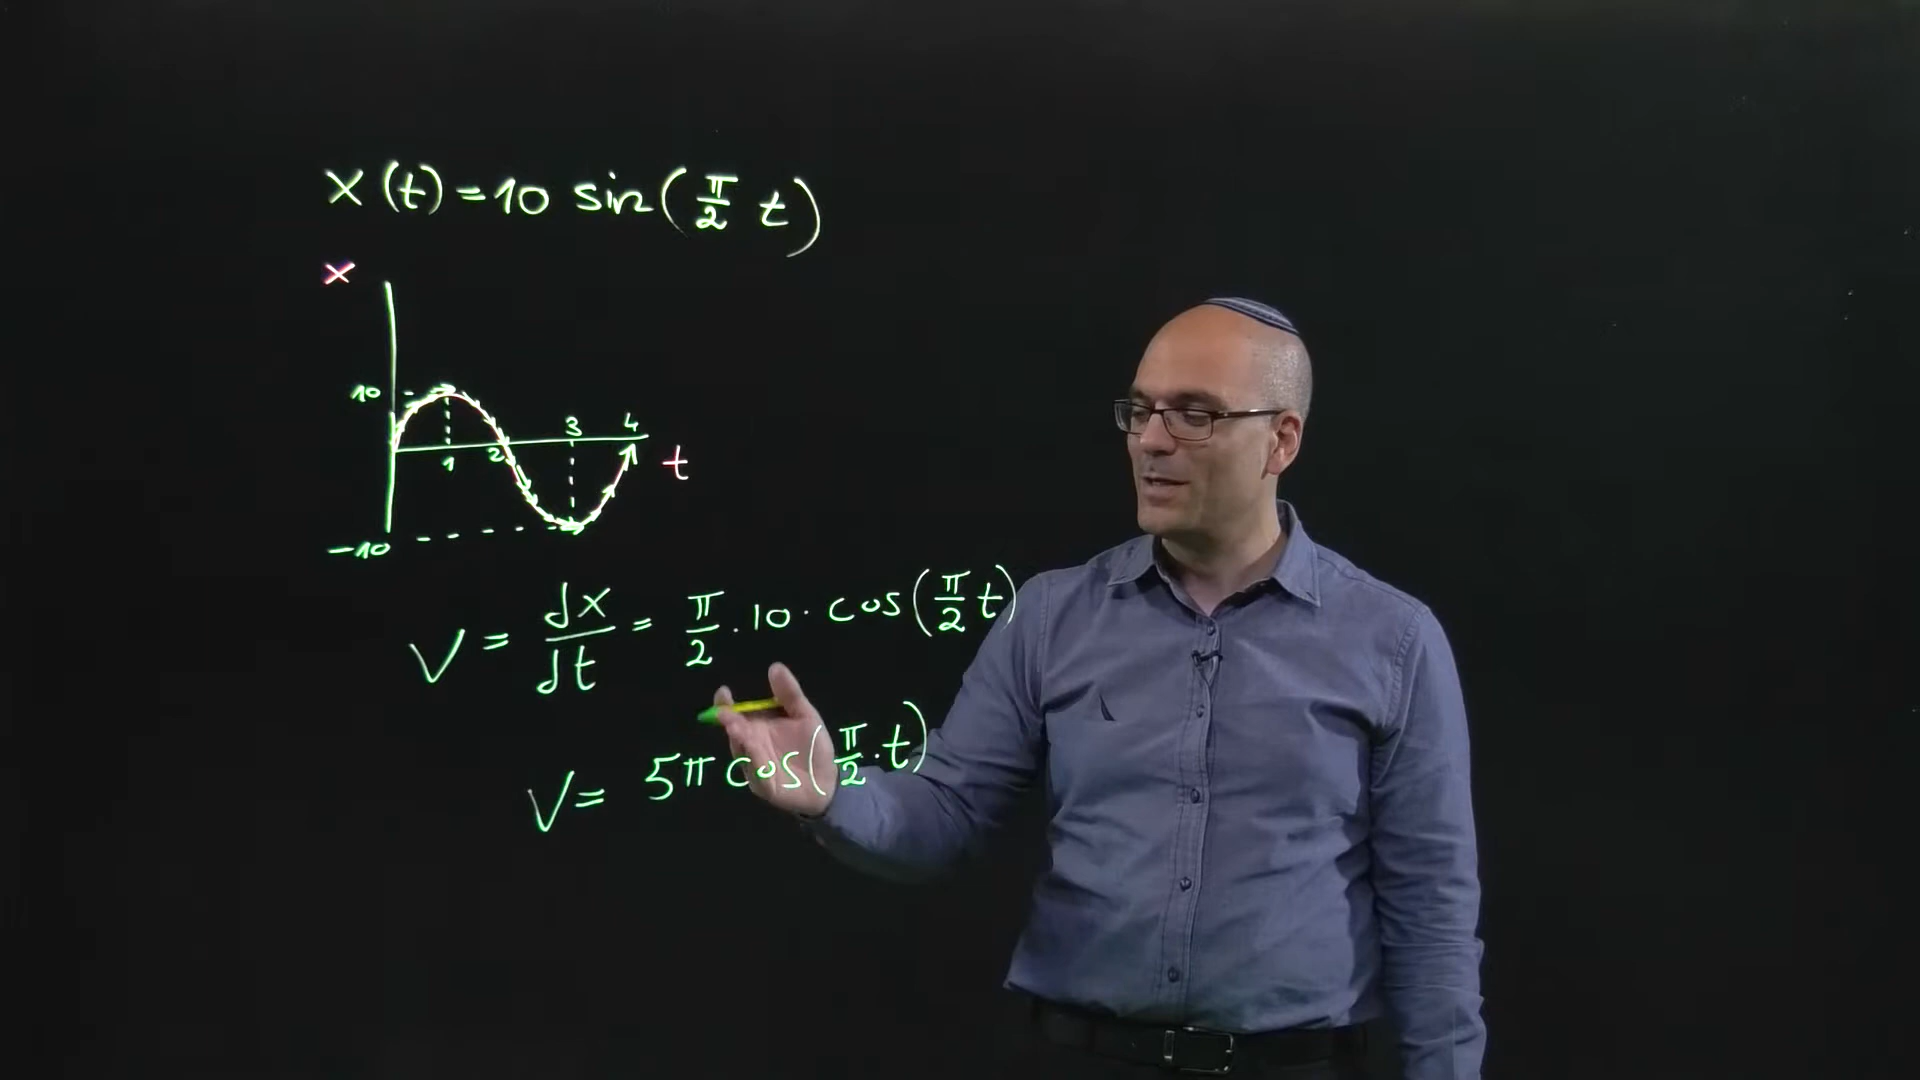 x (t) = 10 sin(π/2 t)
x
10
3 4
1 2
t
-10
V = dx/dt = π/2 · 10 · cos(π/2 t)
V = 5π cos(π/2 · t)